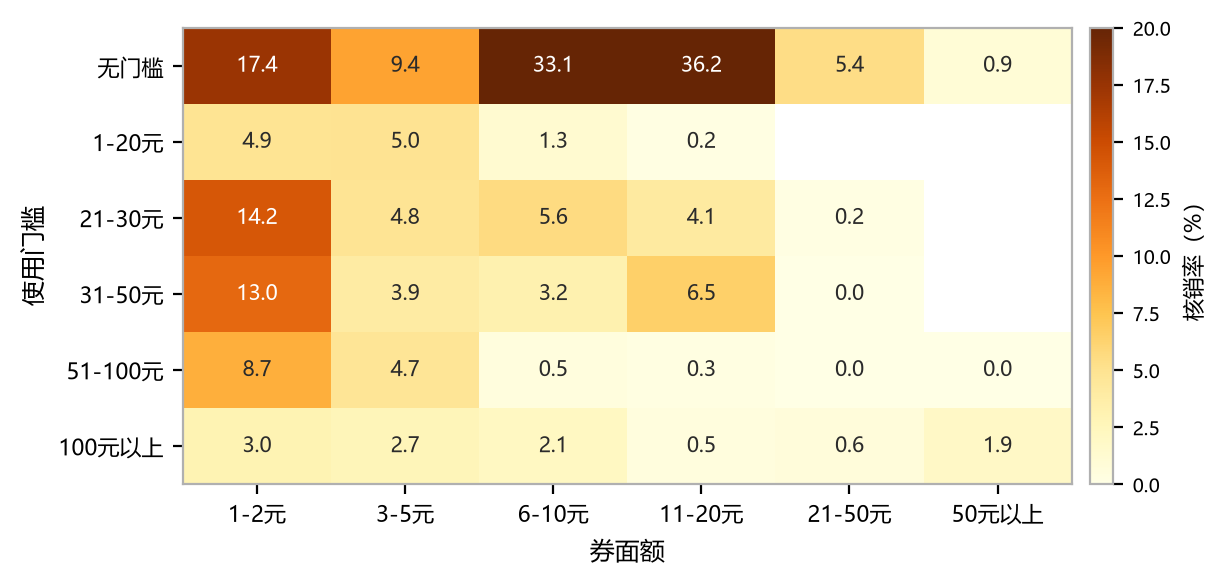 使用门槛
无门槛 17.4 9.4 33.1 36.2 5.4 0.9
1-20元 4.9 5.0 1.3 0.2
21-30元 14.2 4.8 5.6 4.1 0.2
31-50元 13.0 3.9 3.2 6.5 0.0
51-100元 8.7 4.7 0.5 0.3 0.0 0.0
100元以上 3.0 2.7 2.1 0.5 0.6 1.9
1-2元 3-5元 6-10元 11-20元 21-50元 50元以上
券面额
20.0
17.5
15.0
12.5
10.0
7.5
5.0
2.5
0.0
核销率（%）